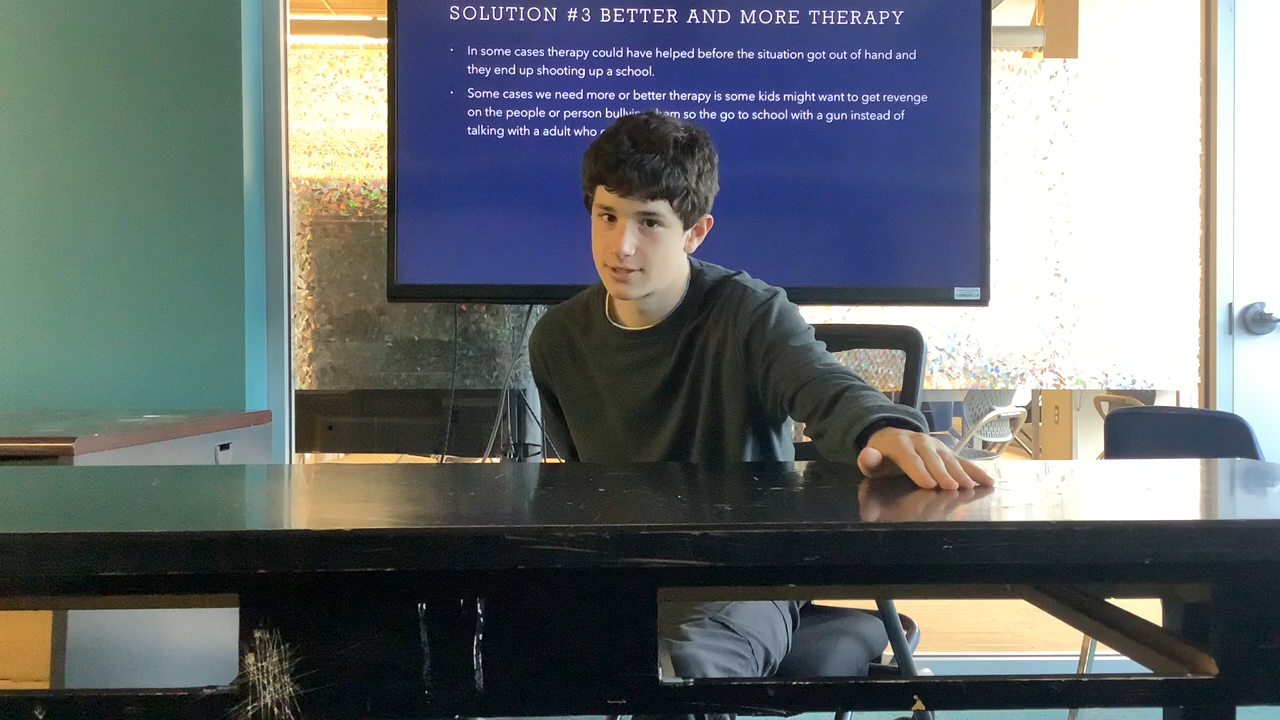 SOLUTION #3 BETTER AND MORE THERAPY
In some cases therapy could have helped before the situation got out of hand and
they end up shooting up a school.
Some cases we need more or better therapy is some kids might want to get revenge
on the people or person so the go to school with a gun instead of
talking with a adult who